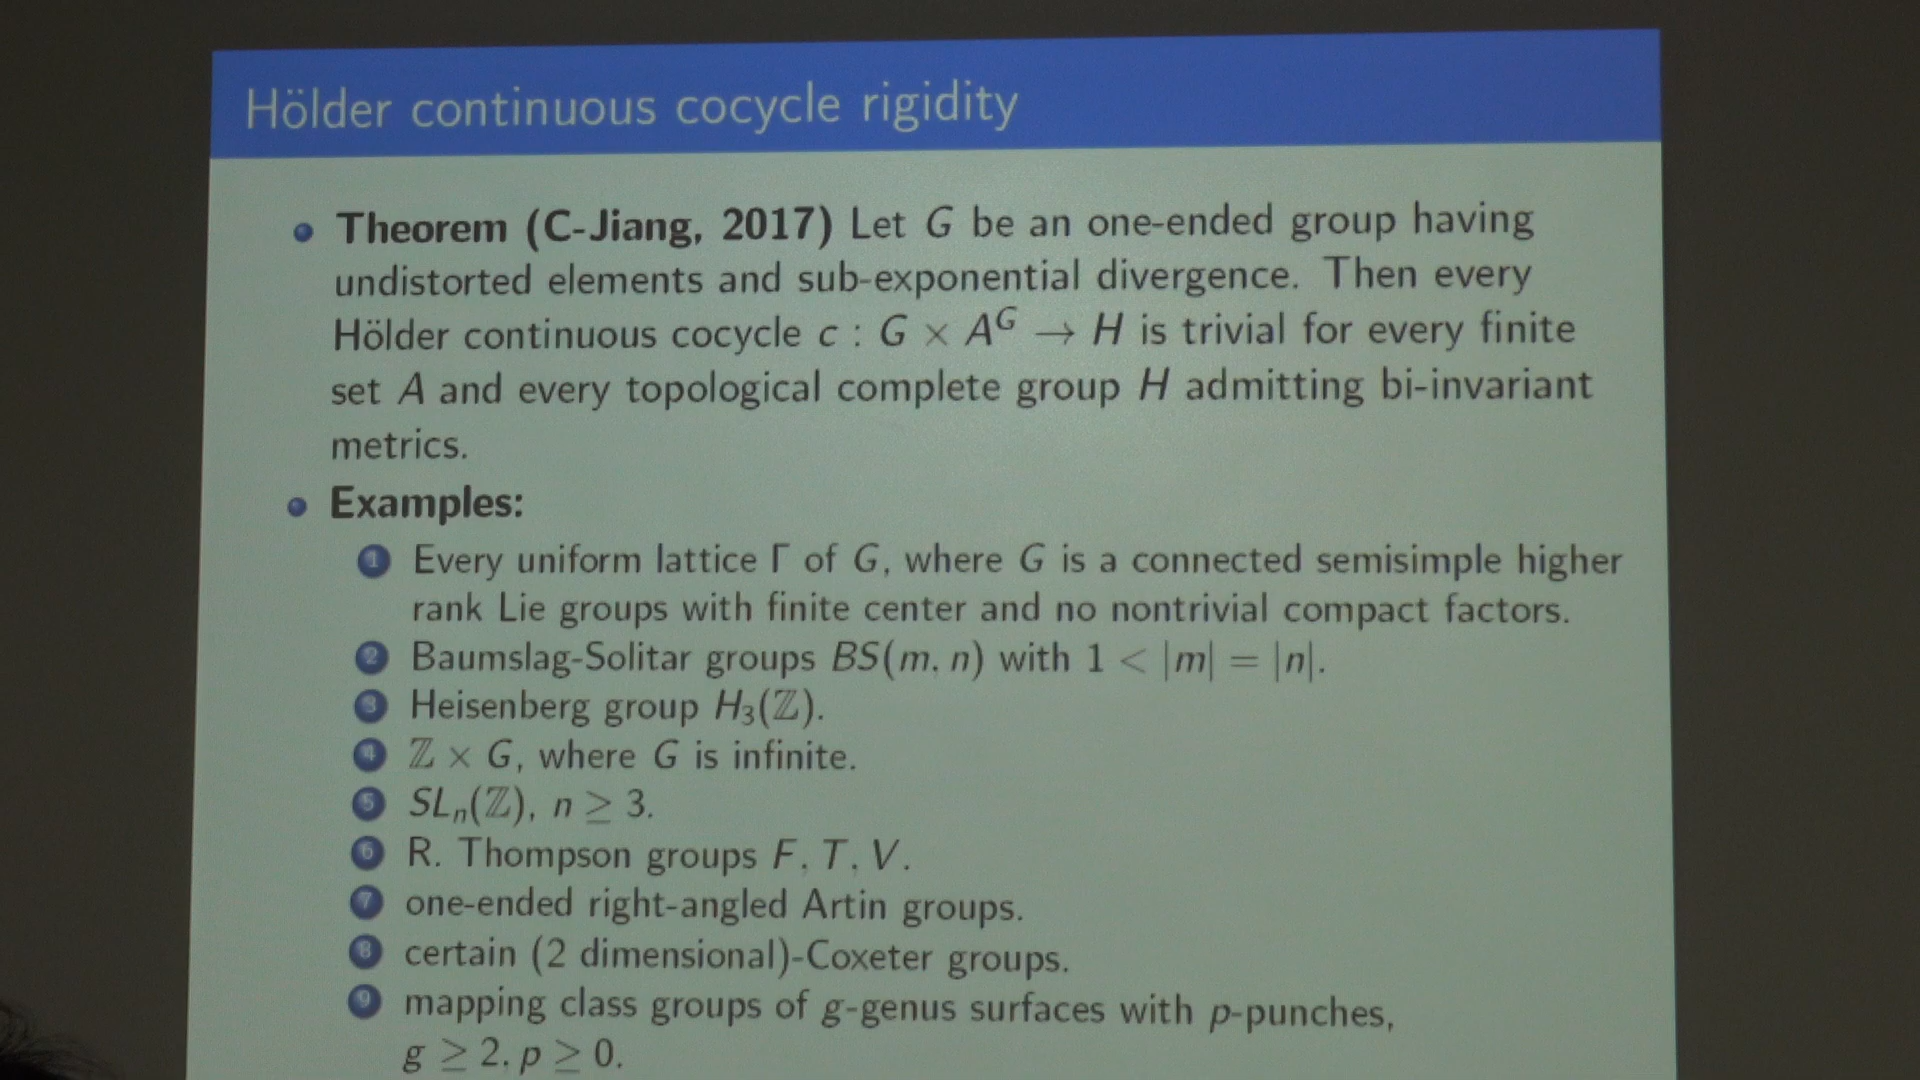 Hölder continuous cocycle rigidity
Theorem (C-Jiang, 2017) Let G be an one-ended group having
undistorted elements and sub-exponential divergence. Then every
Hölder continuous cocycle c : G × A^G → H is trivial for every finite
set A and every topological complete group H admitting bi-invariant
metrics.
Examples:
1 Every uniform lattice Γ of G, where G is a connected semisimple higher
rank Lie groups with finite center and no nontrivial compact factors.
2 Baumslag-Solitar groups BS(m, n) with 1 < |m| = |n|.
3 Heisenberg group H₃(ℤ).
4 ℤ × G, where G is infinite.
5 SLₙ(ℤ), n ≥ 3.
6 R. Thompson groups F, T, V.
7 one-ended right-angled Artin groups.
8 certain (2 dimensional)-Coxeter groups.
9 mapping class groups of g-genus surfaces with p-punches,
g ≥ 2, p ≥ 0.